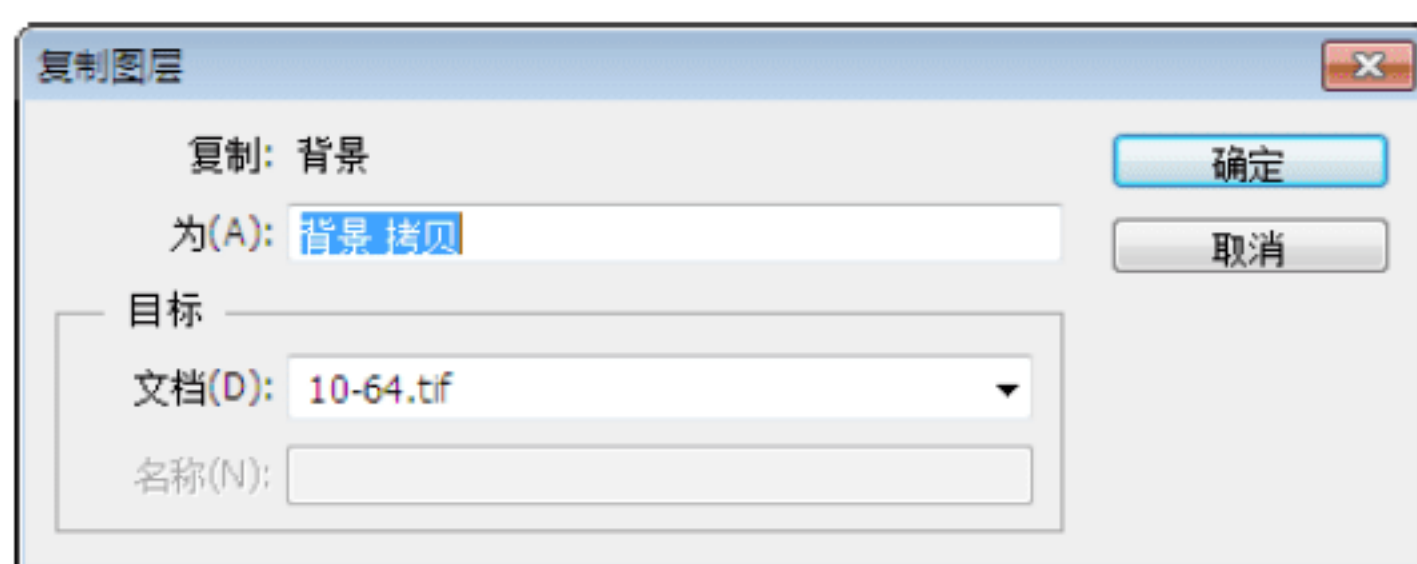 复制图层
复制: 背景
确定
为(A): 背景 拷贝
取消
目标
文档(D): 10-64.tif
名称(N):